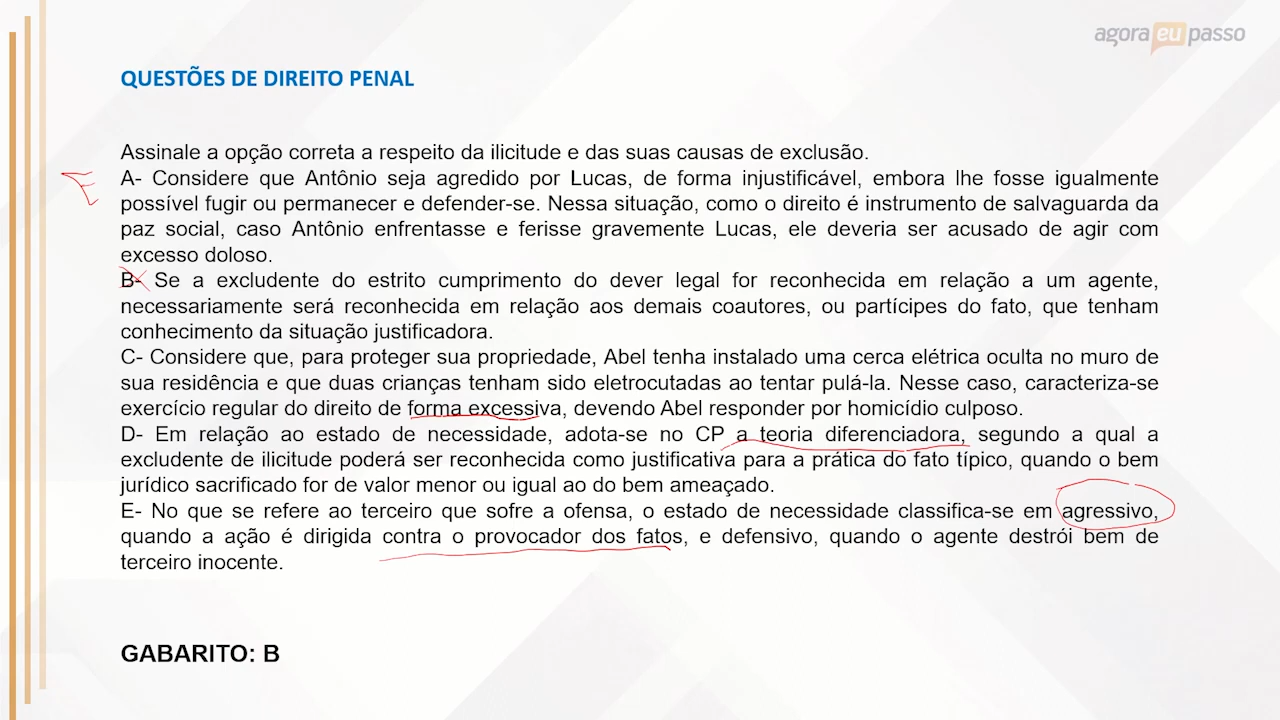 agora eu passo
QUESTÕES DE DIREITO PENAL
Assinale a opção correta a respeito da ilicitude e das suas causas de exclusão.
A- Considere que Antônio seja agredido por Lucas, de forma injustificável, embora lhe fosse igualmente
possível fugir ou permanecer e defender-se. Nessa situação, como o direito é instrumento de salvaguarda da
paz social, caso Antônio enfrentasse e ferisse gravemente Lucas, ele deveria ser acusado de agir com
excesso doloso.
B- Se a excludente do estrito cumprimento do dever legal for reconhecida em relação a um agente,
necessariamente será reconhecida em relação aos demais coautores, ou partícipes do fato, que tenham
conhecimento da situação justificadora.
C- Considere que, para proteger sua propriedade, Abel tenha instalado uma cerca elétrica oculta no muro de
sua residência e que duas crianças tenham sido eletrocutadas ao tentar pulá-la. Nesse caso, caracteriza-se
exercício regular do direito de forma excessiva, devendo Abel responder por homicídio culposo.
D- Em relação ao estado de necessidade, adota-se no CP a teoria diferenciadora, segundo a qual a
excludente de ilicitude poderá ser reconhecida como justificativa para a prática do fato típico, quando o bem
jurídico sacrificado for de valor menor ou igual ao do bem ameaçado.
E- No que se refere ao terceiro que sofre a ofensa, o estado de necessidade classifica-se em agressivo,
quando a ação é dirigida contra o provocador dos fatos, e defensivo, quando o agente destrói bem de
terceiro inocente.
GABARITO: B